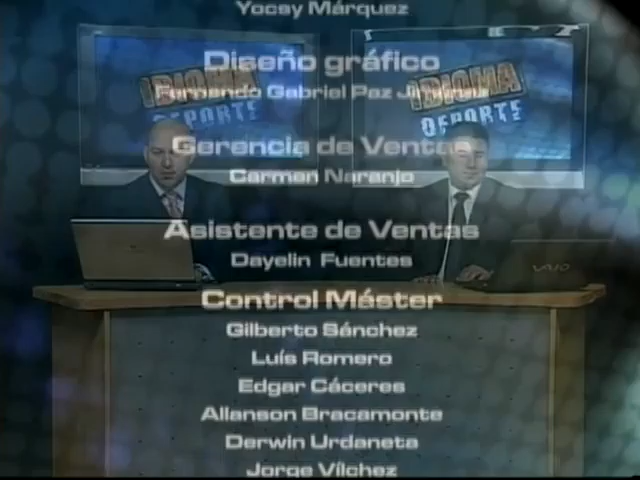 Yocsy Márquez
Diseño gráfico
IDIOMA
DEPORTE
IDIOMA
DEPORTE
Fernando Gabriel Paz
Gerencia de Ventas
Carmen Naranjo
Asistente de Ventas
Dayelin Fuentes
VAIO
Control Máster
Gilberto Sánchez
Luís Romero
Edgar Cáceres
Allanson Bracamonte
Derwin Urdaneta
Jorge Vílchez